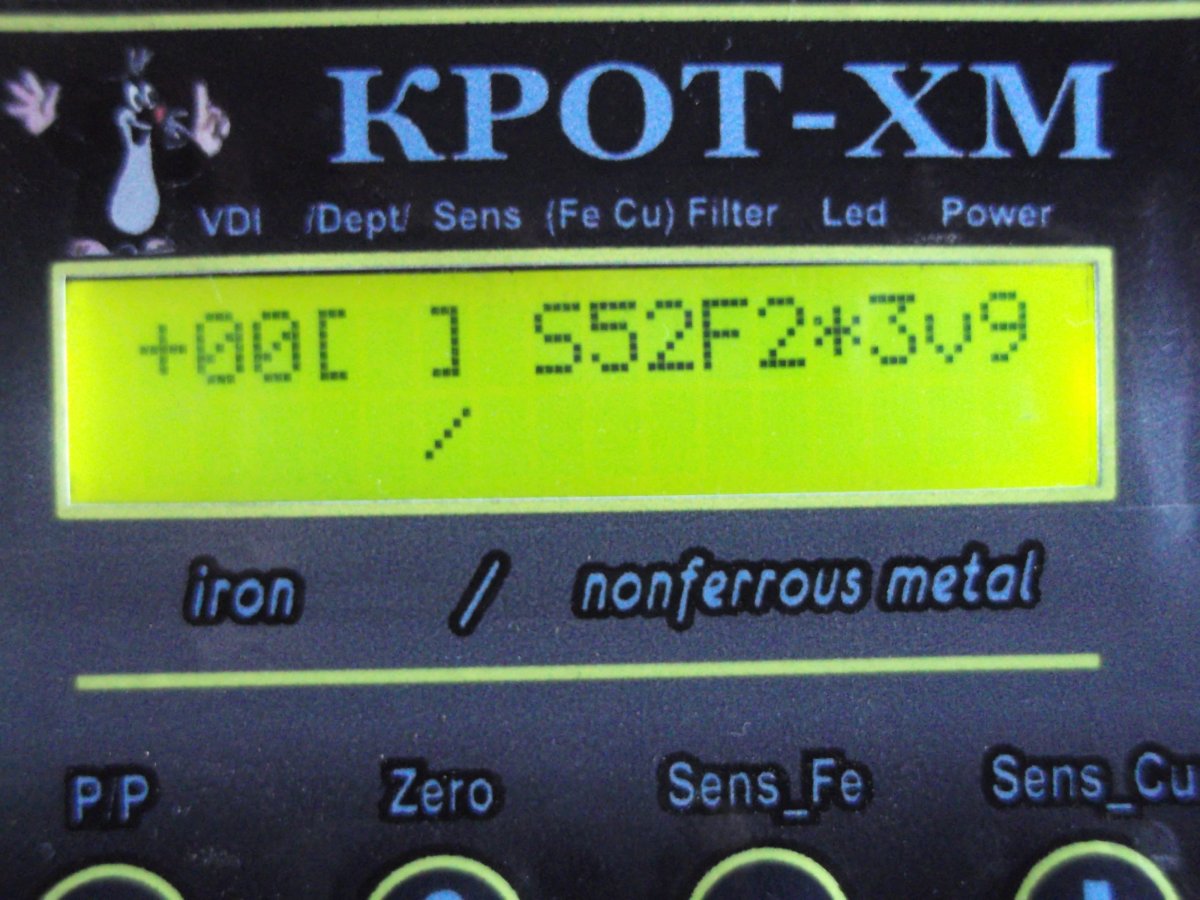 КРОТ-ХМ
VDI /Dept/ Sens (Fe Cu) Filter Led Power
+00[ ] S52F2*3v9
/
iron / nonferrous metal
P/P Zero Sens_Fe Sens_Cu